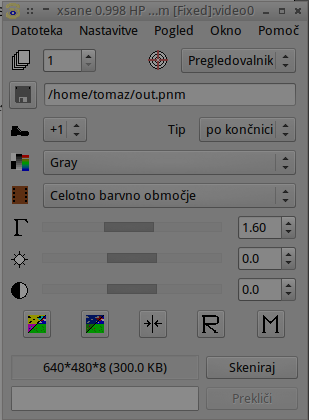 xsane 0.998 HP ...m [Fixed]:video0
Datoteka Nastavitve Pogled Okno Pomoč
1 Pregledovalnik
/home/tomaz/out.pnm
+1 Tip po končnici
Gray
Celotno barvno območje
Γ 1.60
0.0
0.0
R M
640*480*8 (300.0 KB) Skeniraj
Prekliči